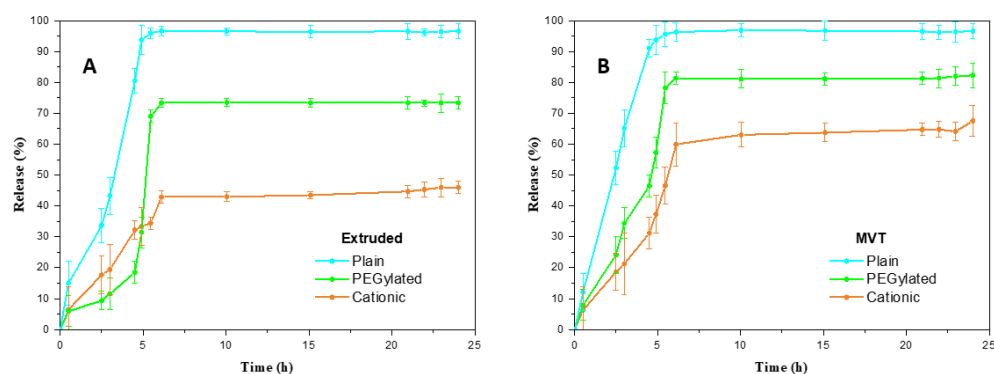 A
Release (%)
100
90
80
70
60
50
40
30
20
10
0
Extruded
Plain
PEGylated
Cationic
0 5 10 15 20 25
Time (h)
B
Release (%)
100
90
80
70
60
50
40
30
20
10
0
MVT
Plain
PEGylated
Cationic
0 5 10 15 20 25
Time (h)